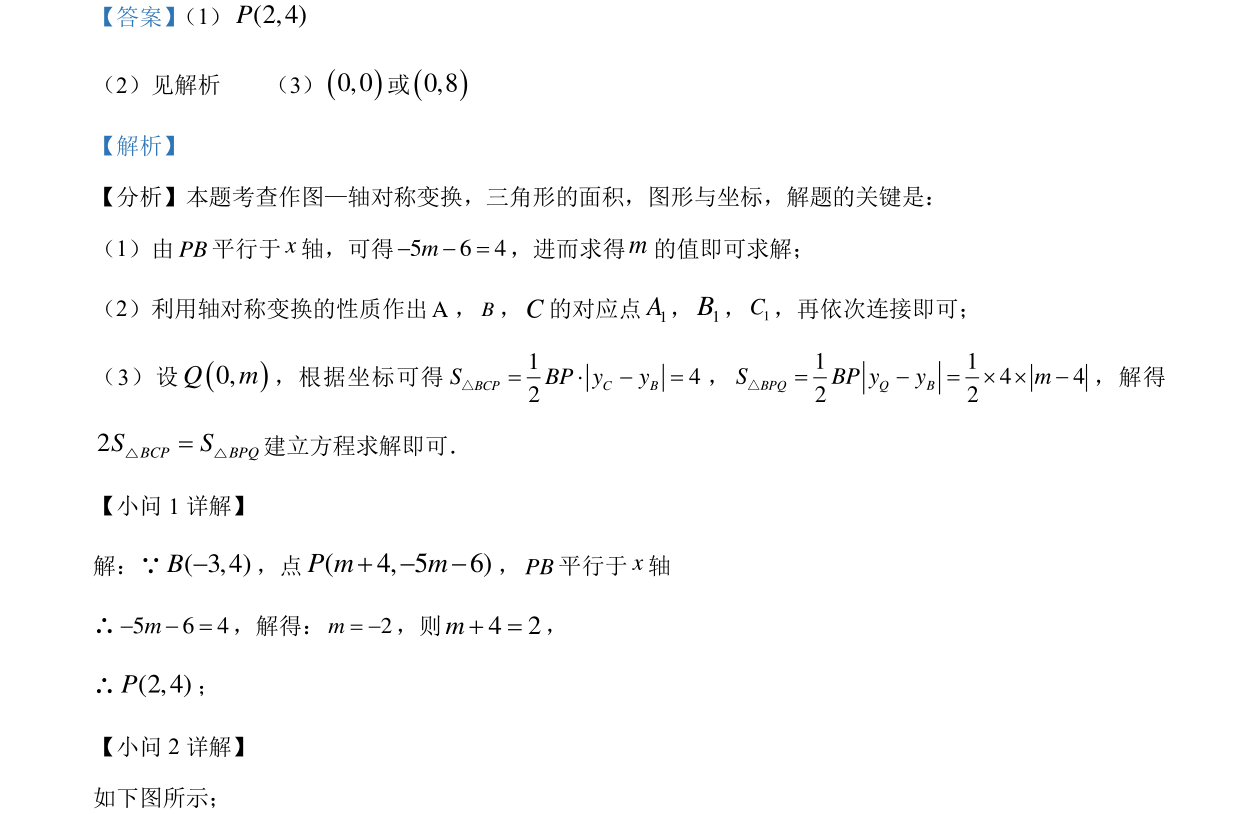 【答案】（1）P(2,4)
（2）见解析 （3）(0,0)或(0,8)
【解析】
【分析】本题考查作图—轴对称变换，三角形的面积，图形与坐标，解题的关键是：
（1）由 PB 平行于 x 轴，可得 −5m − 6 = 4，进而求得 m 的值即可求解；
（2）利用轴对称变换的性质作出 A，B，C 的对应点 A₁，B₁，C₁，再依次连接即可；
（3）设 Q(0,m)，根据坐标可得 S△BCP = 1/2 BP·|y_C − y_B| = 4，S△BPQ = 1/2 BP|y_Q − y_B| = 1/2 × 4 × |m − 4|，解得
2S△BCP = S△BPQ 建立方程求解即可．
【小问 1 详解】
解：∵ B(−3,4)，点 P(m + 4,−5m − 6)，PB 平行于 x 轴
∴ −5m − 6 = 4，解得：m = −2，则 m + 4 = 2，
∴ P(2,4)；
【小问 2 详解】
如下图所示；